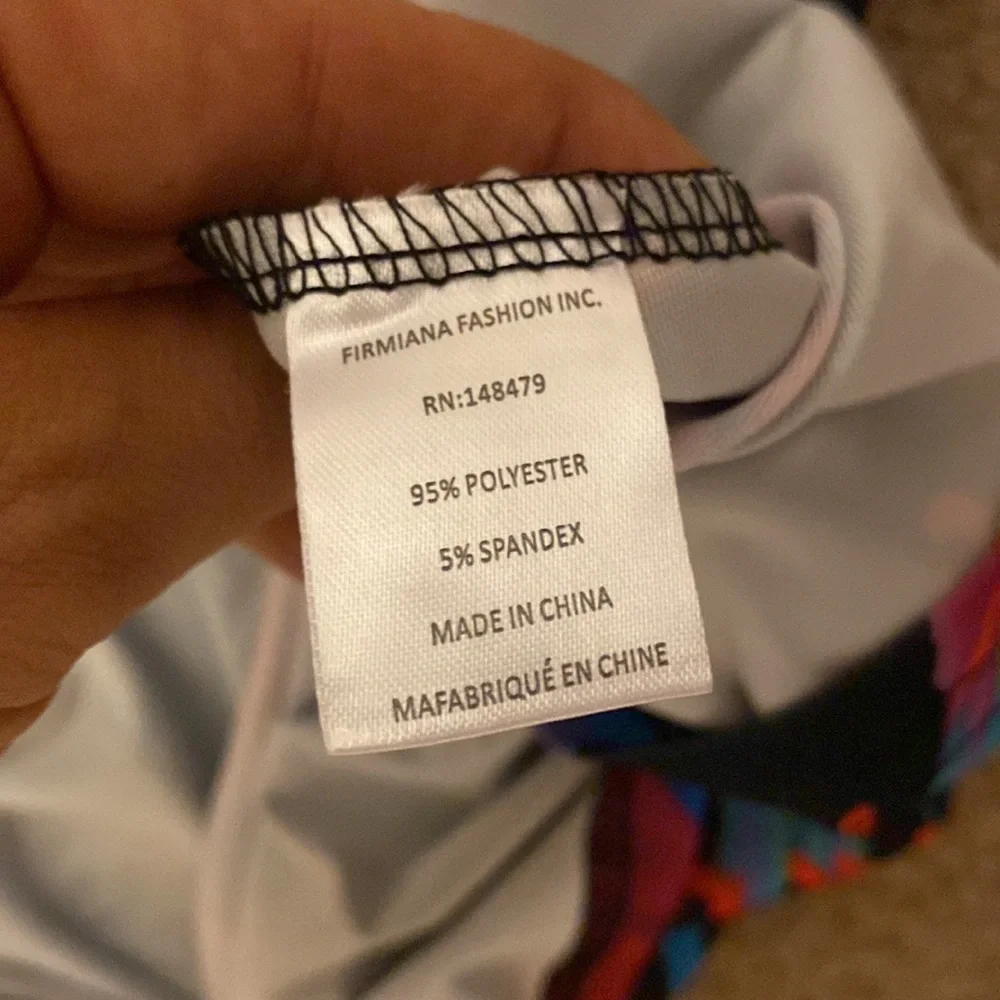 FIRMIANA FASHION INC.
RN:148479
95% POLYESTER
5% SPANDEX
MADE IN CHINA
MAFABRIQUÉ EN CHINE